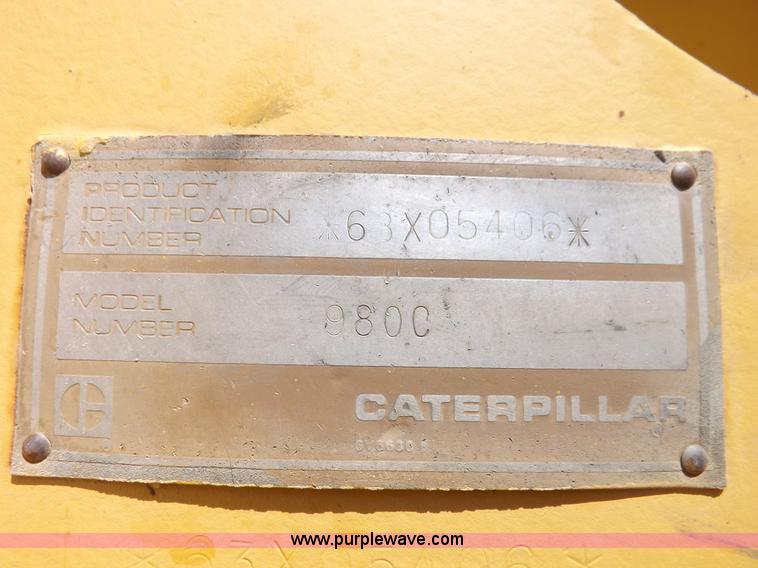 PRODUCT
IDENTIFICATION
NUMBER
*63X05406*
MODEL
NUMBER
980C
CATERPILLAR
www.purplewave.com